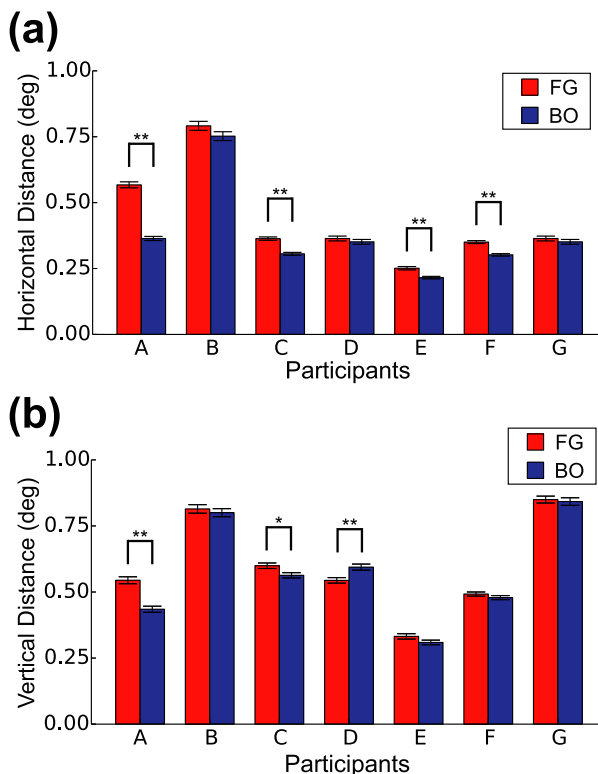 (a)
1.00
0.75
0.50
0.25
0.00
Horizontal Distance (deg)
FG
BO
**
**
**
**
A B C D E F G
Participants
(b)
1.00
0.75
0.50
0.25
0.00
Vertical Distance (deg)
FG
BO
**
*
**
A B C D E F G
Participants